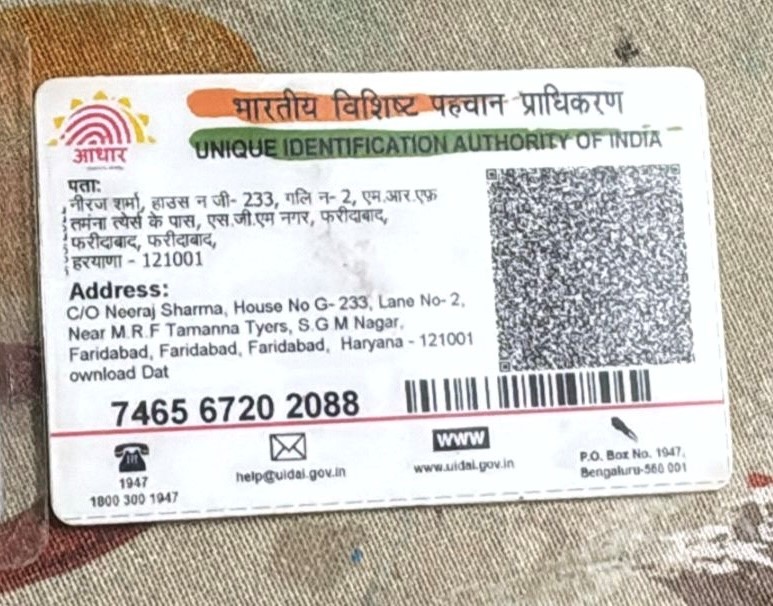 भारतीय विशिष्ट पहचान प्राधिकरण
UNIQUE IDENTIFICATION AUTHORITY OF INDIA
आधार
पता:
नीरज शर्मा, हाउस न जी- 233, गलि न- 2, एम.आर.एफ
तमंना त्येर्स के पास, एस.जी.एम नगर, फरीदाबाद,
फरीदाबाद, फरीदाबाद,
हरयाणा - 121001
Address:
C/O Neeraj Sharma, House No G- 233, Lane No- 2,
Near M.R.F Tamanna Tyers, S.G M Nagar,
Faridabad, Faridabad, Faridabad, Haryana - 121001
ownload Dat
7465 6720 2088
1947
1800 300 1947
help@uidai.gov.in
WWW
www.uidai.gov.in
P.O. Box No. 1947,
Bengaluru-560 001